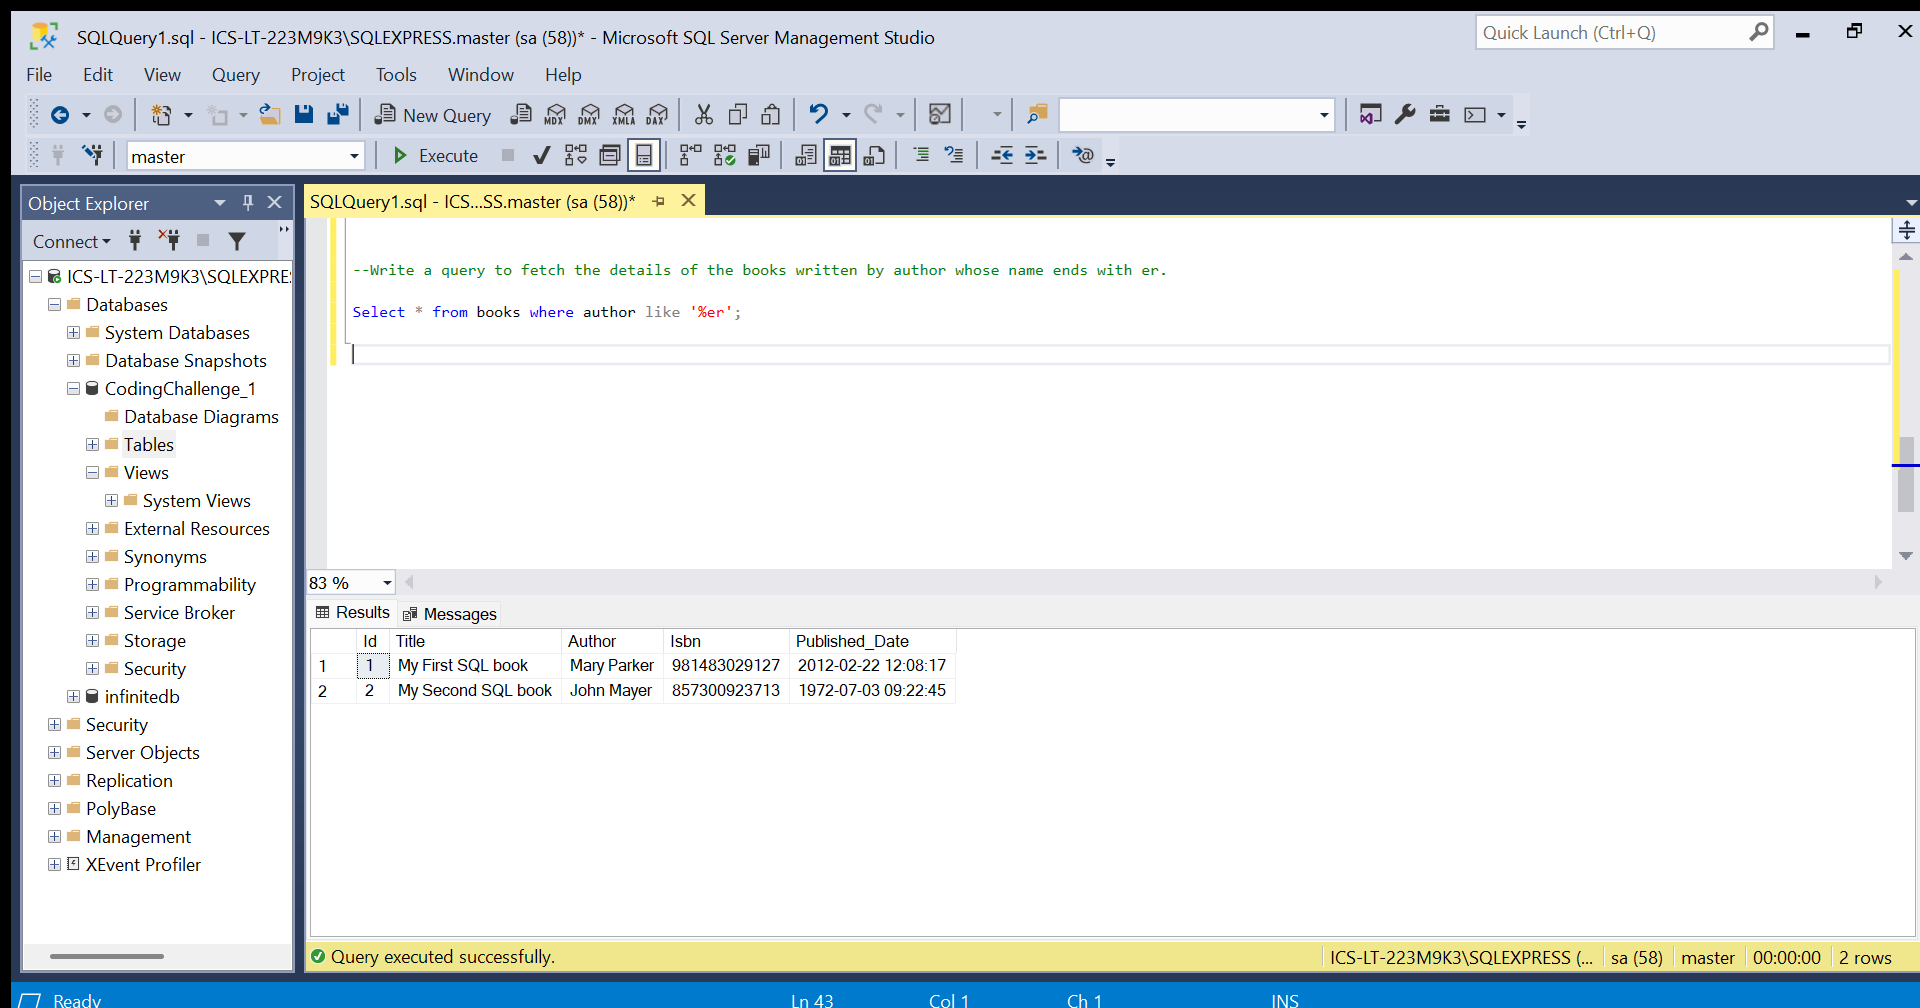 SQLQuery1.sql - ICS-LT-223M9K3\SQLEXPRESS.master (sa (58))* - Microsoft SQL Server Management Studio
Quick Launch (Ctrl+Q)
File Edit View Query Project Tools Window Help
New Query MDX DMX XMLA DAX
master Execute
Object Explorer
SQLQuery1.sql - ICS...SS.master (sa (58))*
Connect
ICS-LT-223M9K3\SQLEXPRE
Databases
System Databases
Database Snapshots
CodingChallenge_1
Database Diagrams
Tables
Views
System Views
External Resources
Synonyms
Programmability
Service Broker
Storage
Security
infinitedb
Security
Server Objects
Replication
PolyBase
Management
XEvent Profiler
--Write a query to fetch the details of the books written by author whose name ends with er.
Select * from books where author like '%er';
83 %
Results Messages
Id Title Author Isbn Published_Date
1 1 My First SQL book Mary Parker 981483029127 2012-02-22 12:08:17
2 2 My Second SQL book John Mayer 857300923713 1972-07-03 09:22:45
Query executed successfully.
ICS-LT-223M9K3\SQLEXPRESS (... sa (58) master 00:00:00 2 rows
Ready Ln 43 Col 1 Ch 1 INS